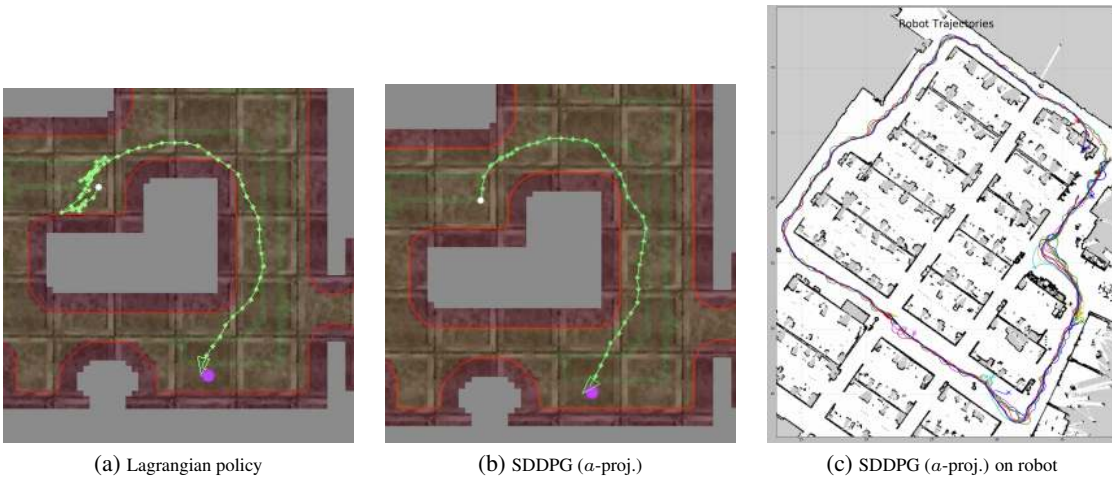 Robot Trajectories
(a) Lagrangian policy
(b) SDDPG (a-proj.)
(c) SDDPG (a-proj.) on robot